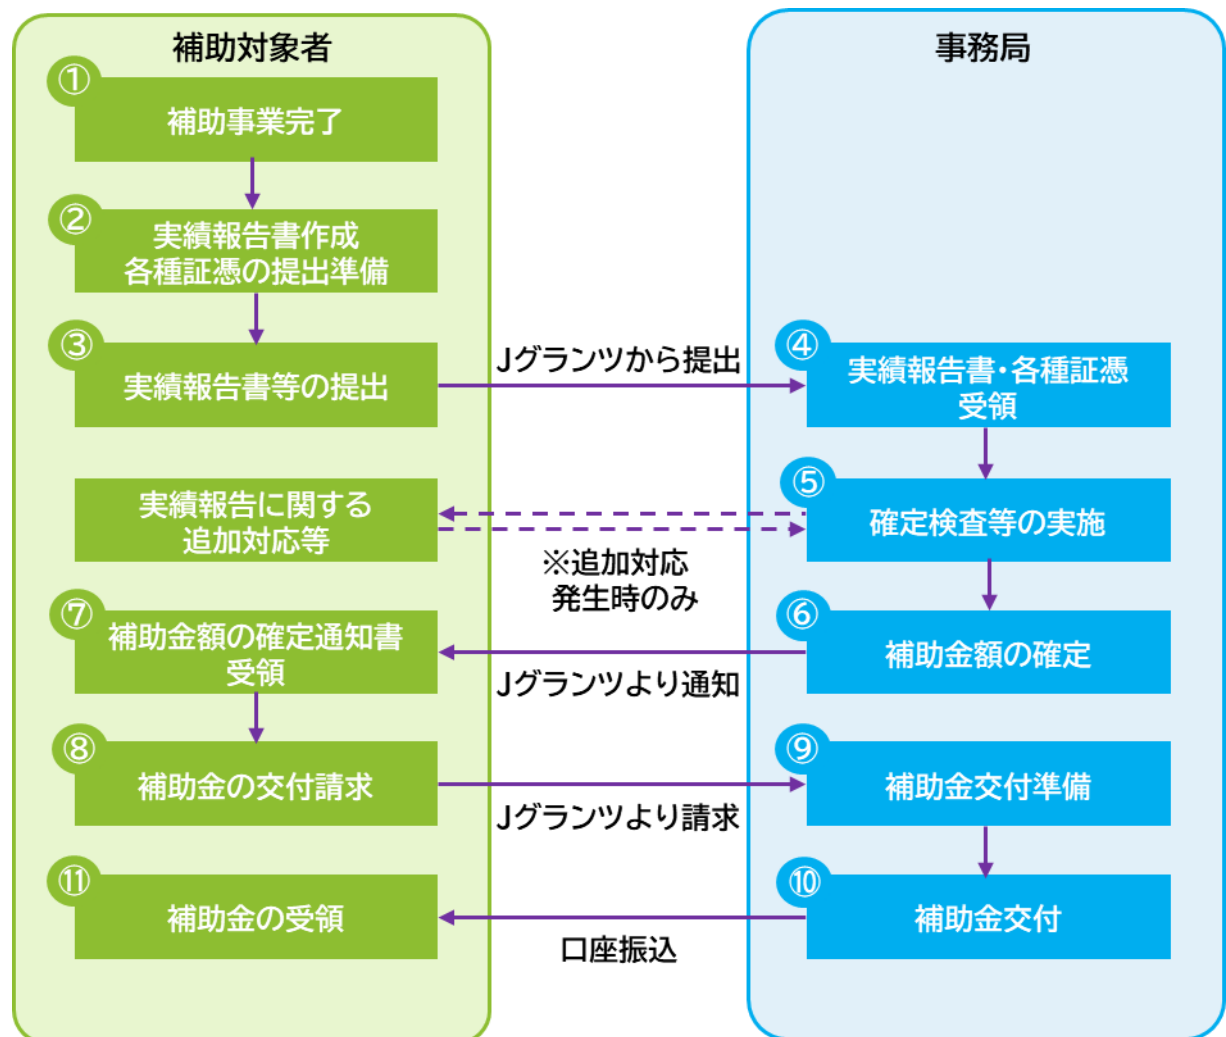 補助対象者
事務局
①
補助事業完了
②
実績報告書作成
各種証憑の提出準備
③
実績報告書等の提出
Jグランツから提出
④
実績報告書・各種証憑
受領
実績報告に関する
追加対応等
⑤
確定検査等の実施
※追加対応
発生時のみ
⑥
補助金額の確定
⑦
補助金額の確定通知書
受領
Jグランツより通知
⑧
補助金の交付請求
Jグランツより請求
⑨
補助金交付準備
⑩
補助金交付
⑪
補助金の受領
口座振込